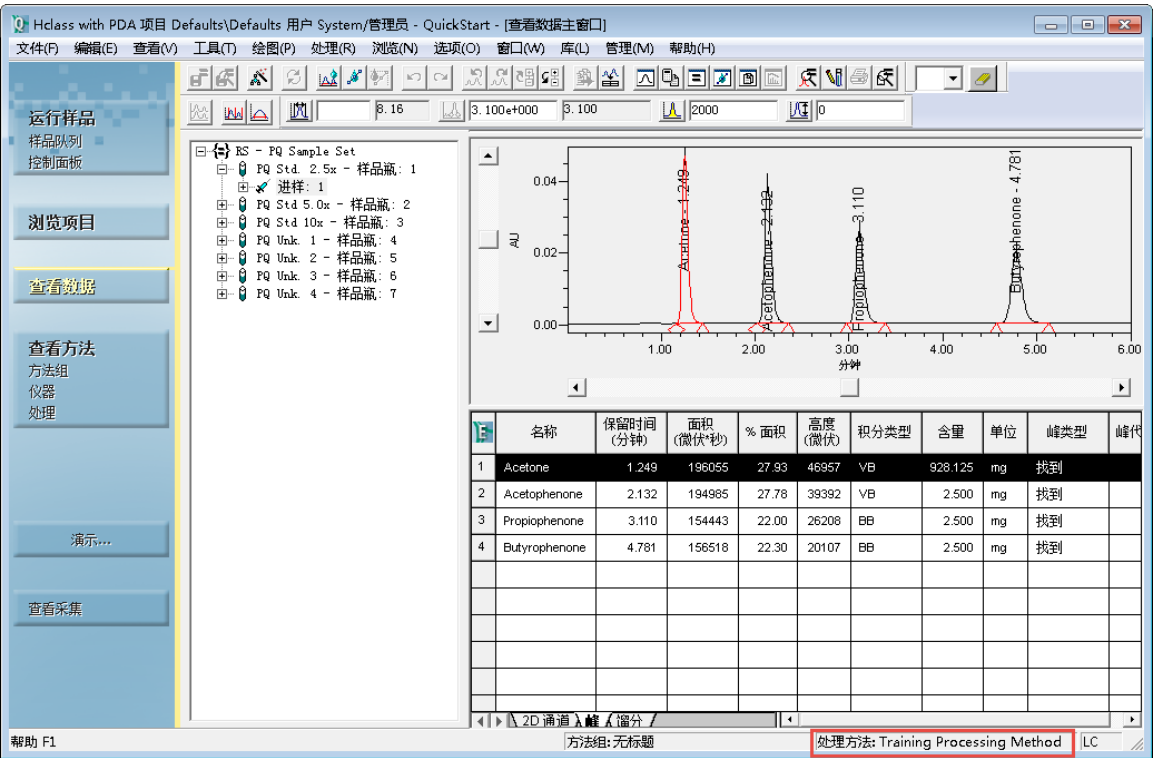 Hclass with PDA 项目 Defaults\Defaults 用户 System/管理员 - QuickStart - [查看数据主窗口]
文件(F) 编辑(E) 查看(V) 工具(T) 绘图(P) 处理(R) 浏览(N) 选项(O) 窗口(W) 库(L) 管理(M) 帮助(H)
8.16 3.100e+000 3.100 2000 0
运行样品
样品队列
控制面板
浏览项目
查看数据
查看方法
方法组
仪器
处理
演示...
查看采集
RS - PQ Sample Set
PQ Std. 2.5x - 样品瓶: 1
进样: 1
PQ Std 5.0x - 样品瓶: 2
PQ Std 10x - 样品瓶: 3
PQ Unk. 1 - 样品瓶: 4
PQ Unk. 2 - 样品瓶: 5
PQ Unk. 3 - 样品瓶: 6
PQ Unk. 4 - 样品瓶: 7
AU
0.04
0.02
0.00
Acetone - 1.249
Acetophenone - 2.132
Propiophenone - 3.110
Butyrophenone - 4.781
1.00 2.00 3.00 4.00 5.00 6.00
分钟
名称 保留时间 (分钟) 面积 (微伏*秒) % 面积 高度 (微伏) 积分类型 含量 单位 峰类型 峰代
1 Acetone 1.249 196055 27.93 46957 VB 928.125 mg 找到
2 Acetophenone 2.132 194985 27.78 39392 VB 2.500 mg 找到
3 Propiophenone 3.110 154443 22.00 26208 BB 2.500 mg 找到
4 Butyrophenone 4.781 156518 22.30 20107 BB 2.500 mg 找到
2D 通道 峰 馏分
帮助 F1 方法组: 无标题 处理方法: Training Processing Method LC